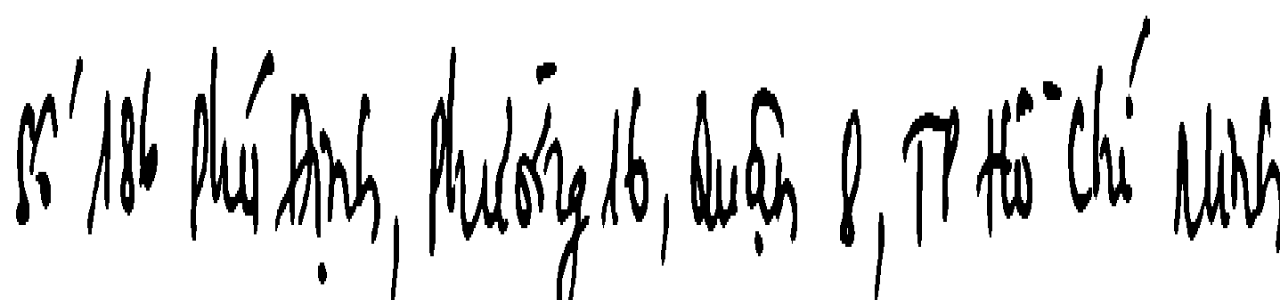 Số 186 Phú Định, Phường 16, Quận 8, TP Hồ Chí Minh